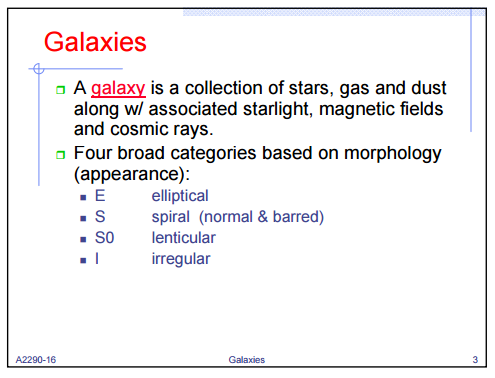 Galaxies
A galaxy is a collection of stars, gas and dust
along w/ associated starlight, magnetic fields
and cosmic rays.
Four broad categories based on morphology
(appearance):
E elliptical
S spiral (normal & barred)
S0 lenticular
I irregular
A2290-16 Galaxies 3